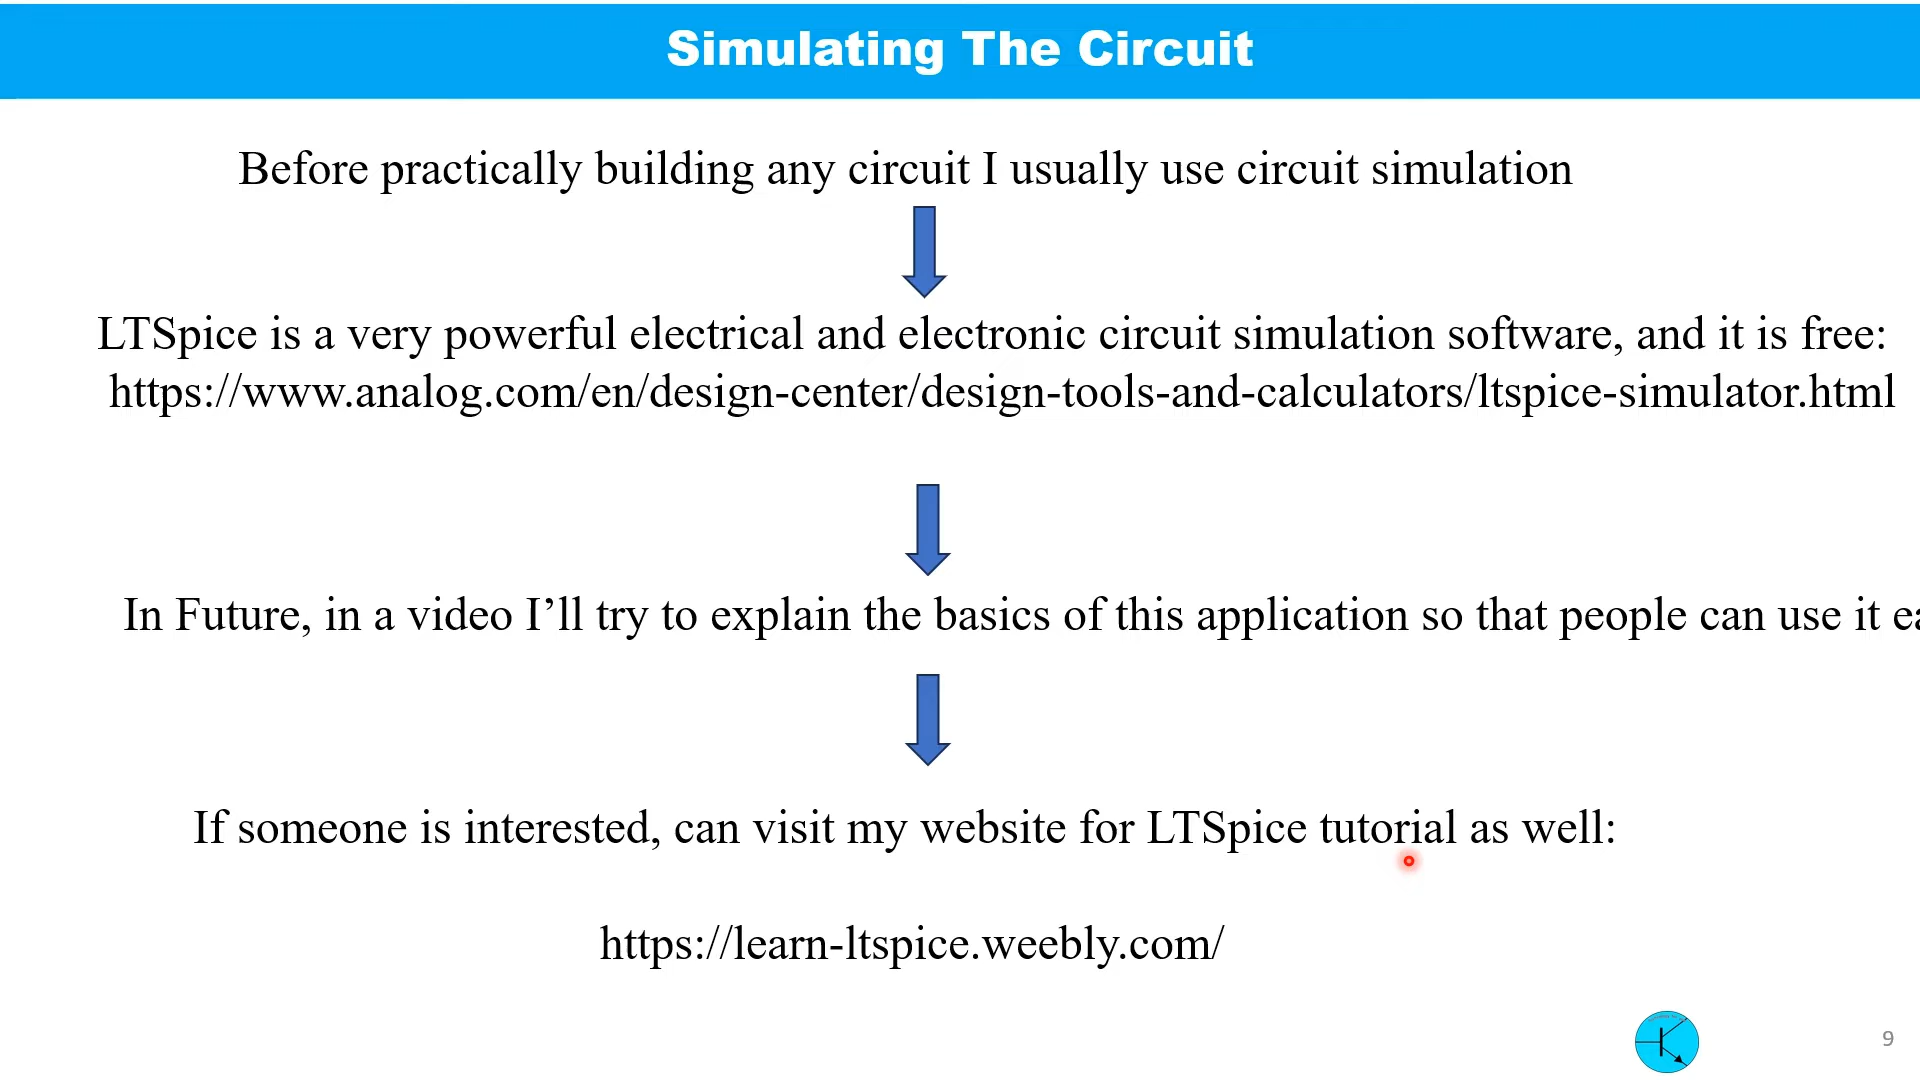 Simulating The Circuit
Before practically building any circuit I usually use circuit simulation
LTSpice is a very powerful electrical and electronic circuit simulation software, and it is free:
https://www.analog.com/en/design-center/design-tools-and-calculators/ltspice-simulator.html
In Future, in a video I’ll try to explain the basics of this application so that people can use it
If someone is interested, can visit my website for LTSpice tutorial as well:
https://learn-ltspice.weebly.com/
9